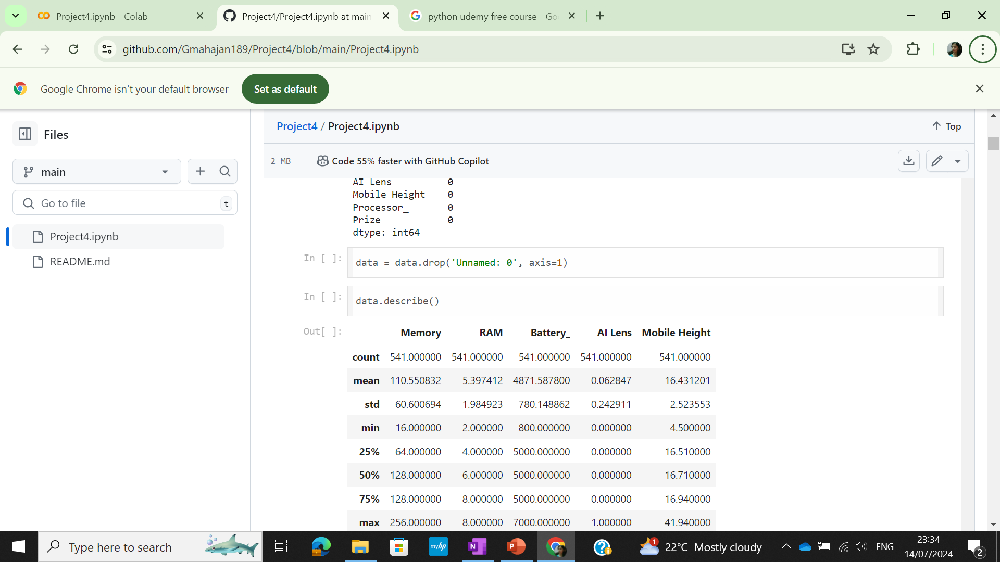 Project4.ipynb - Colab
Project4/Project4.ipynb at main
python udemy free course - Go
github.com/Gmahajan189/Project4/blob/main/Project4.ipynb
Google Chrome isn't your default browser
Set as default
Files
main
Go to file
t
Project4.ipynb
README.md
Project4 / Project4.ipynb
Top
2 MB
Code 55% faster with GitHub Copilot
AI Lens 0
Mobile Height 0
Processor_ 0
Prize 0
dtype: int64
In [ ]:
data = data.drop('Unnamed: 0', axis=1)
In [ ]:
data.describe()
Out[ ]:
Memory RAM Battery_ AI Lens Mobile Height
count 541.000000 541.000000 541.000000 541.000000 541.000000
mean 110.550832 5.397412 4871.587800 0.062847 16.431201
std 60.600694 1.984923 780.148862 0.242911 2.523553
min 16.000000 2.000000 800.000000 0.000000 4.500000
25% 64.000000 4.000000 5000.000000 0.000000 16.510000
50% 128.000000 6.000000 5000.000000 0.000000 16.710000
75% 128.000000 8.000000 5000.000000 0.000000 16.940000
max 256.000000 8.000000 7000.000000 1.000000 41.940000
Type here to search
myhp
N
P
1
22°C Mostly cloudy
ENG
23:34
14/07/2024
2